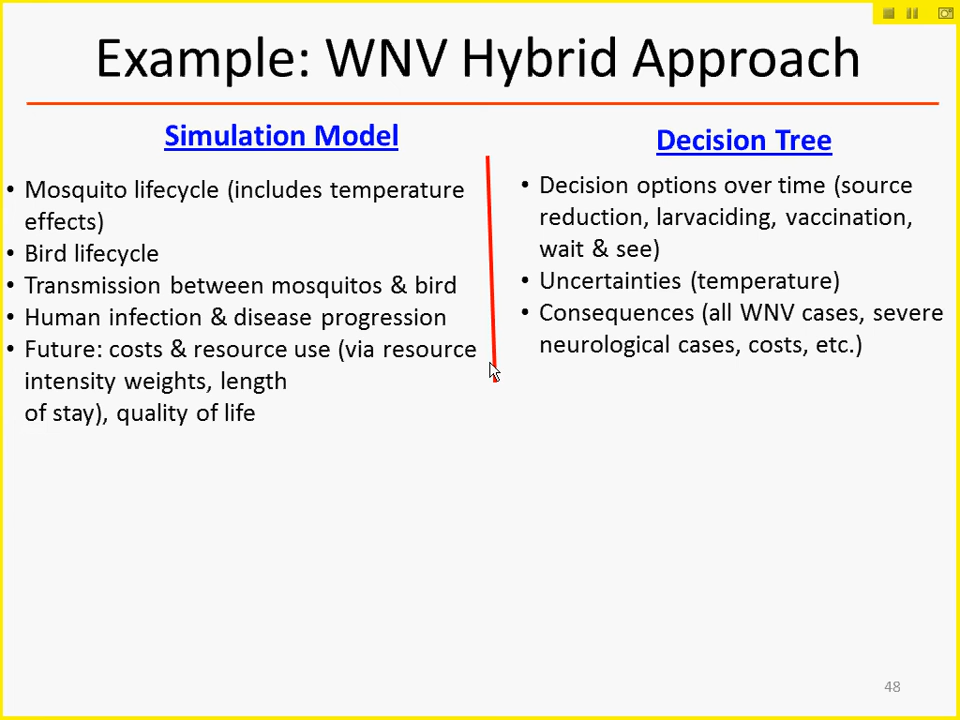 Example: WNV Hybrid Approach
Simulation Model
• Mosquito lifecycle (includes temperature
effects)
• Bird lifecycle
• Transmission between mosquitos & bird
• Human infection & disease progression
• Future: costs & resource use (via resource
intensity weights, length
of stay), quality of life
Decision Tree
• Decision options over time (source
reduction, larvaciding, vaccination,
wait & see)
• Uncertainties (temperature)
• Consequences (all WNV cases, severe
neurological cases, costs, etc.)
48